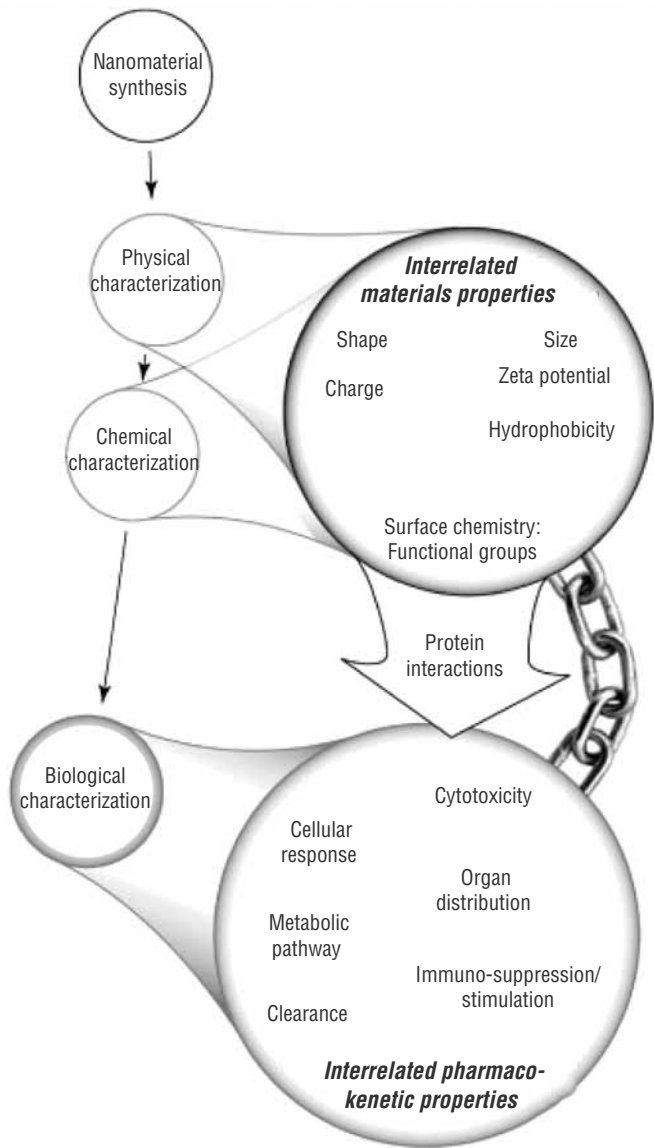 Nanomaterial
synthesis
Physical
characterization
Interrelated
materials properties
Shape
Size
Charge
Zeta potential
Hydrophobicity
Chemical
characterization
Surface chemistry:
Functional groups
Protein
interactions
Biological
characterization
Cytotoxicity
Cellular
response
Organ
distribution
Metabolic
pathway
Immuno-suppression/
stimulation
Clearance
Interrelated pharmaco-
kenetic properties